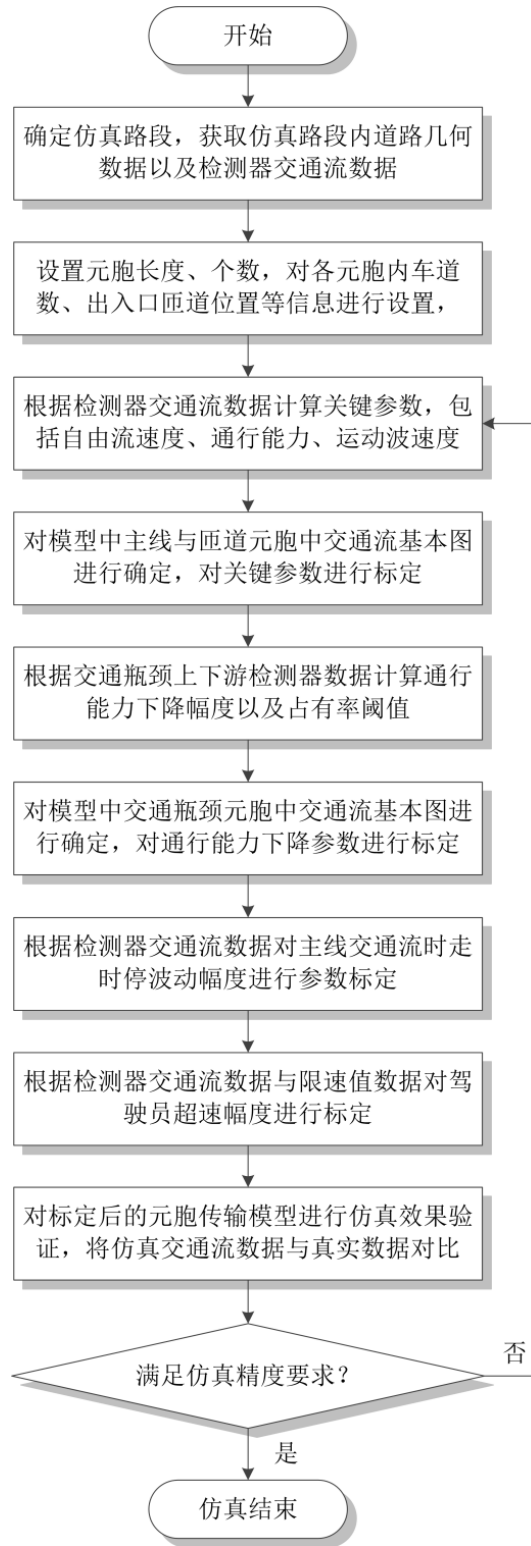 开始
确定仿真路段，获取仿真路段内道路几何
数据以及检测器交通流数据
设置元胞长度、个数，对各元胞内车道
数、出入口匝道位置等信息进行设置，
根据检测器交通流数据计算关键参数，包
括自由流速度、通行能力、运动波速度
对模型中主线与匝道元胞中交通流基本图
进行确定，对关键参数进行标定
根据交通瓶颈上下游检测器数据计算通行
能力下降幅度以及占有率阈值
对模型中交通瓶颈元胞中交通流基本图进
行确定，对通行能力下降参数进行标定
根据检测器交通流数据对主线交通流时走
时停波动幅度进行参数标定
根据检测器交通流数据与限速值数据对驾
驶员超速幅度进行标定
对标定后的元胞传输模型进行仿真效果验
证，将仿真交通流数据与真实数据对比
满足仿真精度要求？
否
是
仿真结束